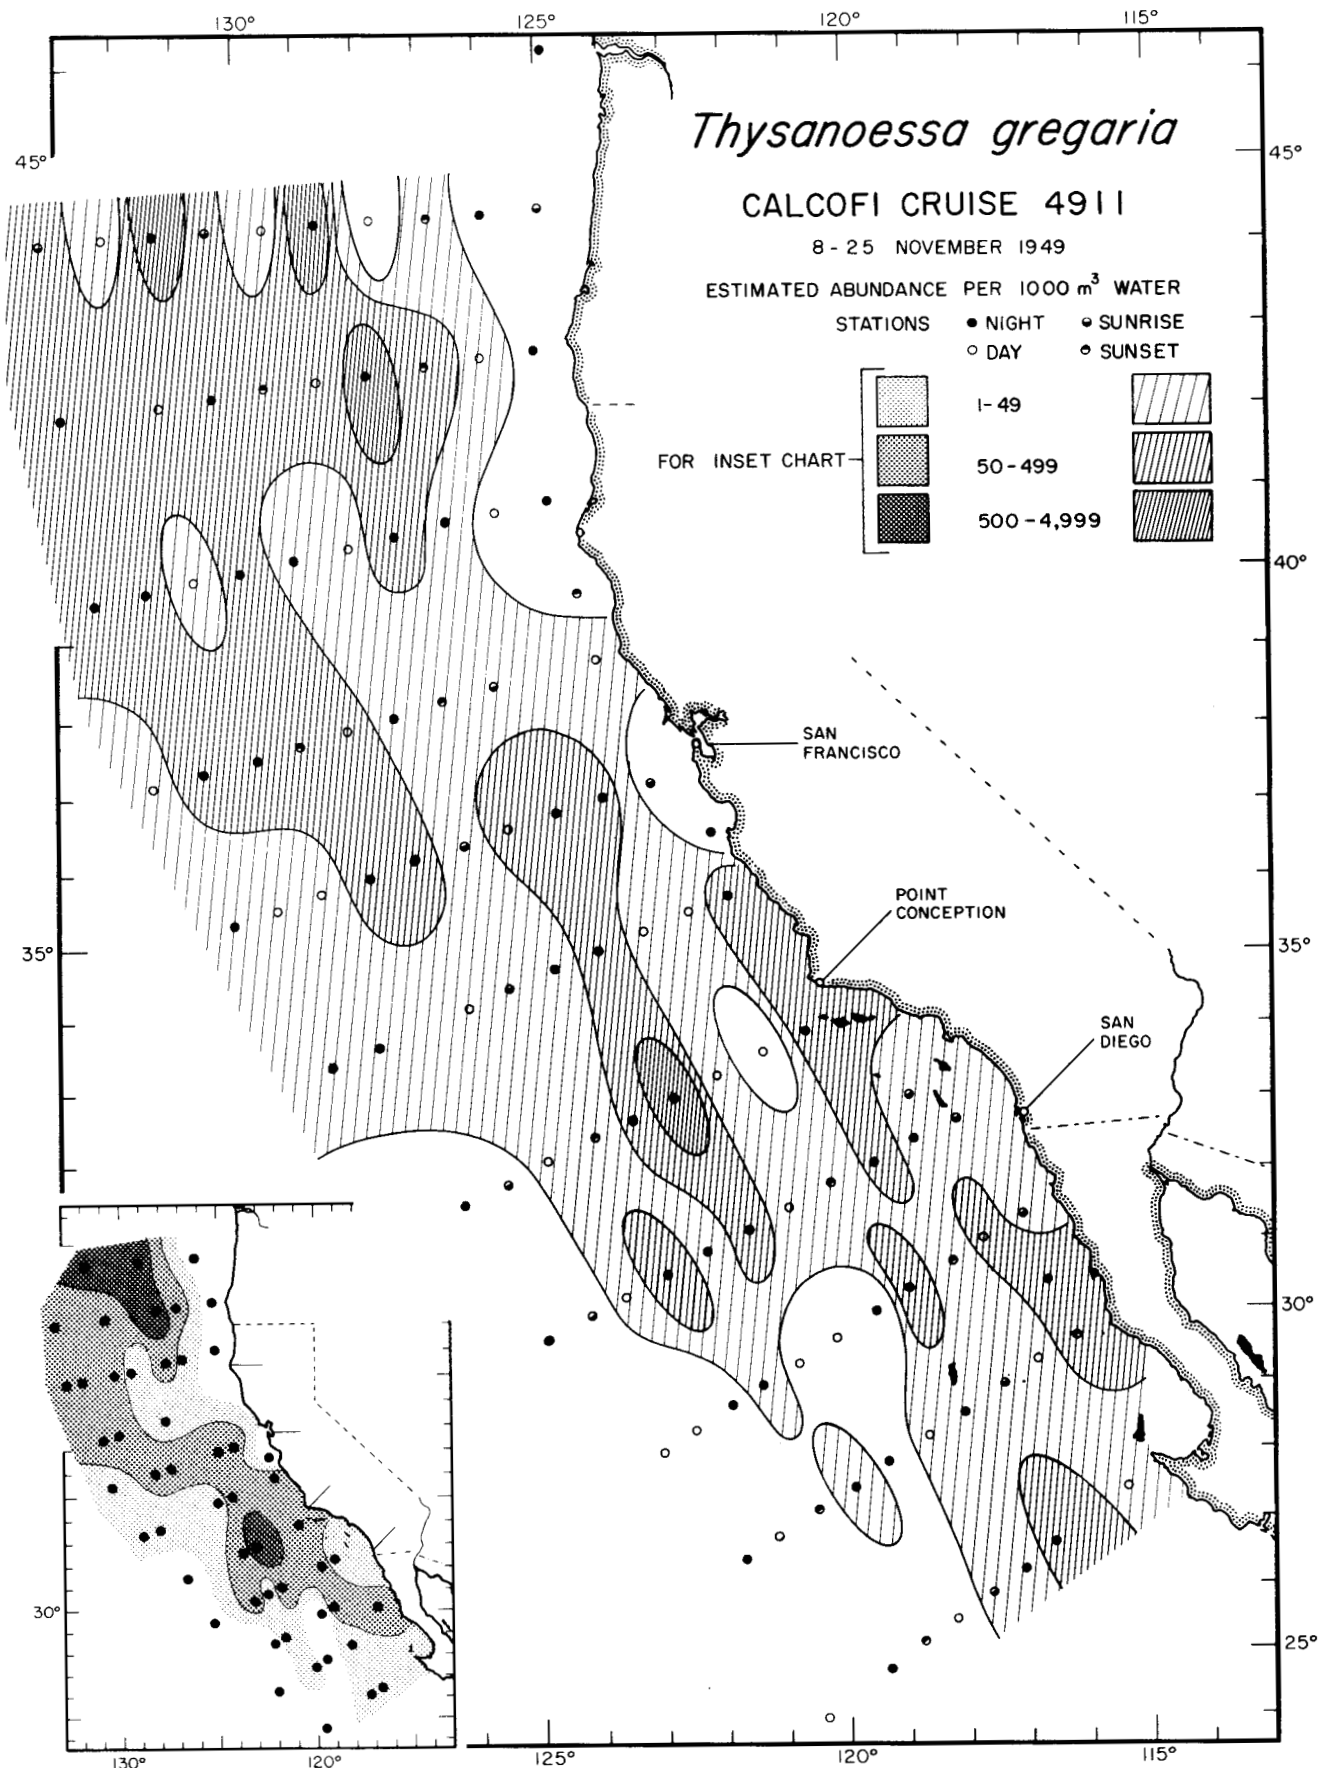 130° 125° 120° 115°
Thysanoessa gregaria
45° 45°
CALCOFI CRUISE 4911
8-25 NOVEMBER 1949
ESTIMATED ABUNDANCE PER 1000 m³ WATER
STATIONS ● NIGHT ◒ SUNRISE
○ DAY ◓ SUNSET
1-49
FOR INSET CHART 50-499
500-4,999
40°
SAN
FRANCISCO
POINT
CONCEPTION
35° 35°
SAN
DIEGO
30°
30°
25°
130° 120° 125° 120° 115°